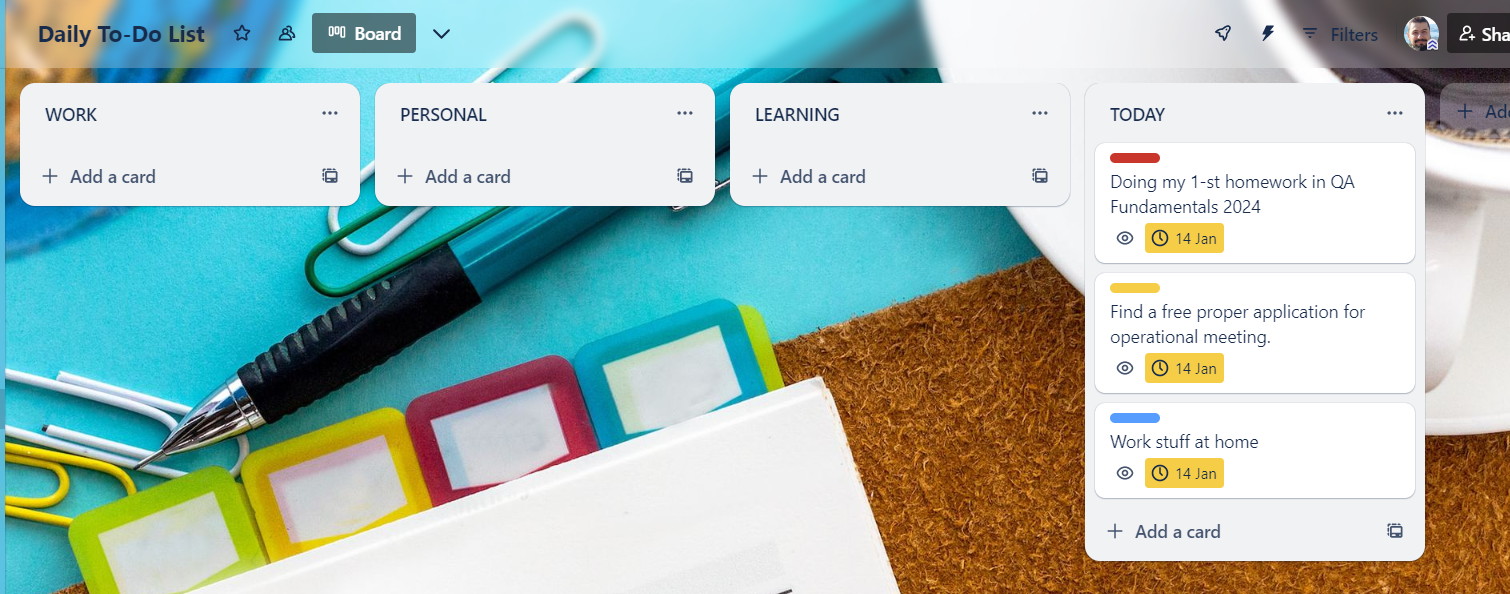 Daily To-Do List
Board
Filters
Sha
WORK
Add a card
PERSONAL
Add a card
LEARNING
Add a card
TODAY
Doing my 1-st homework in QA
Fundamentals 2024
14 Jan
Find a free proper application for
operational meeting.
14 Jan
Work stuff at home
14 Jan
Add a card
Add